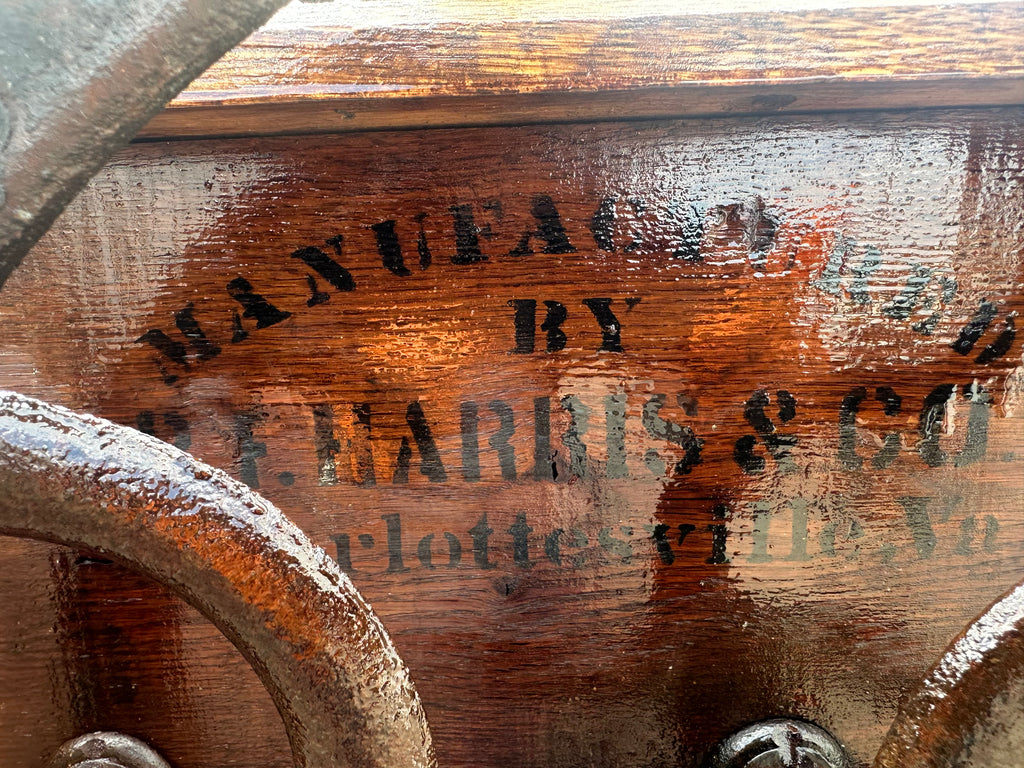 MANUFACTURED
BY
R.F. HARRIS & CO.
rlottesville, Va